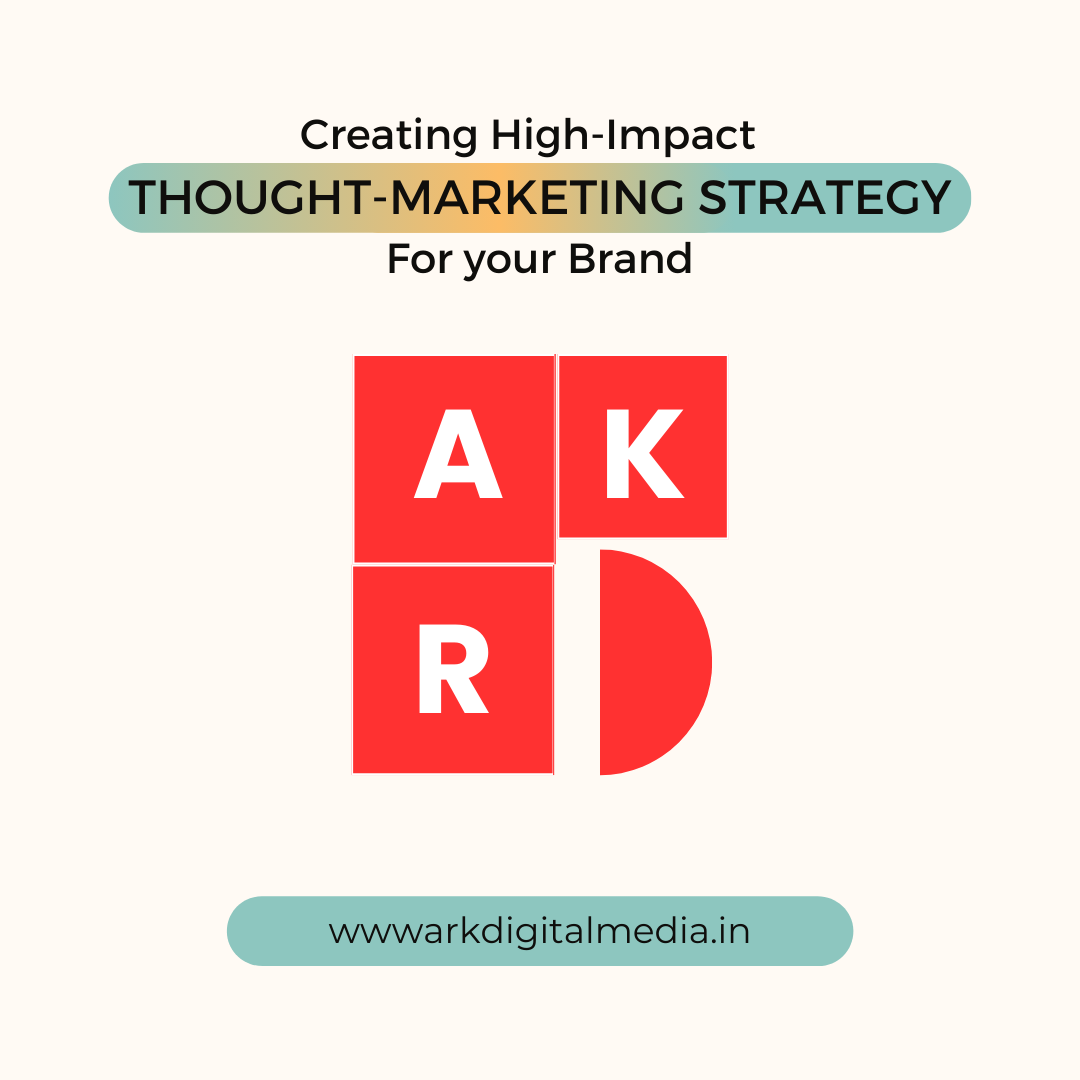 Creating High-Impact
THOUGHT-MARKETING STRATEGY
For your Brand
A K
R
wwwarkdigitalmedia.in